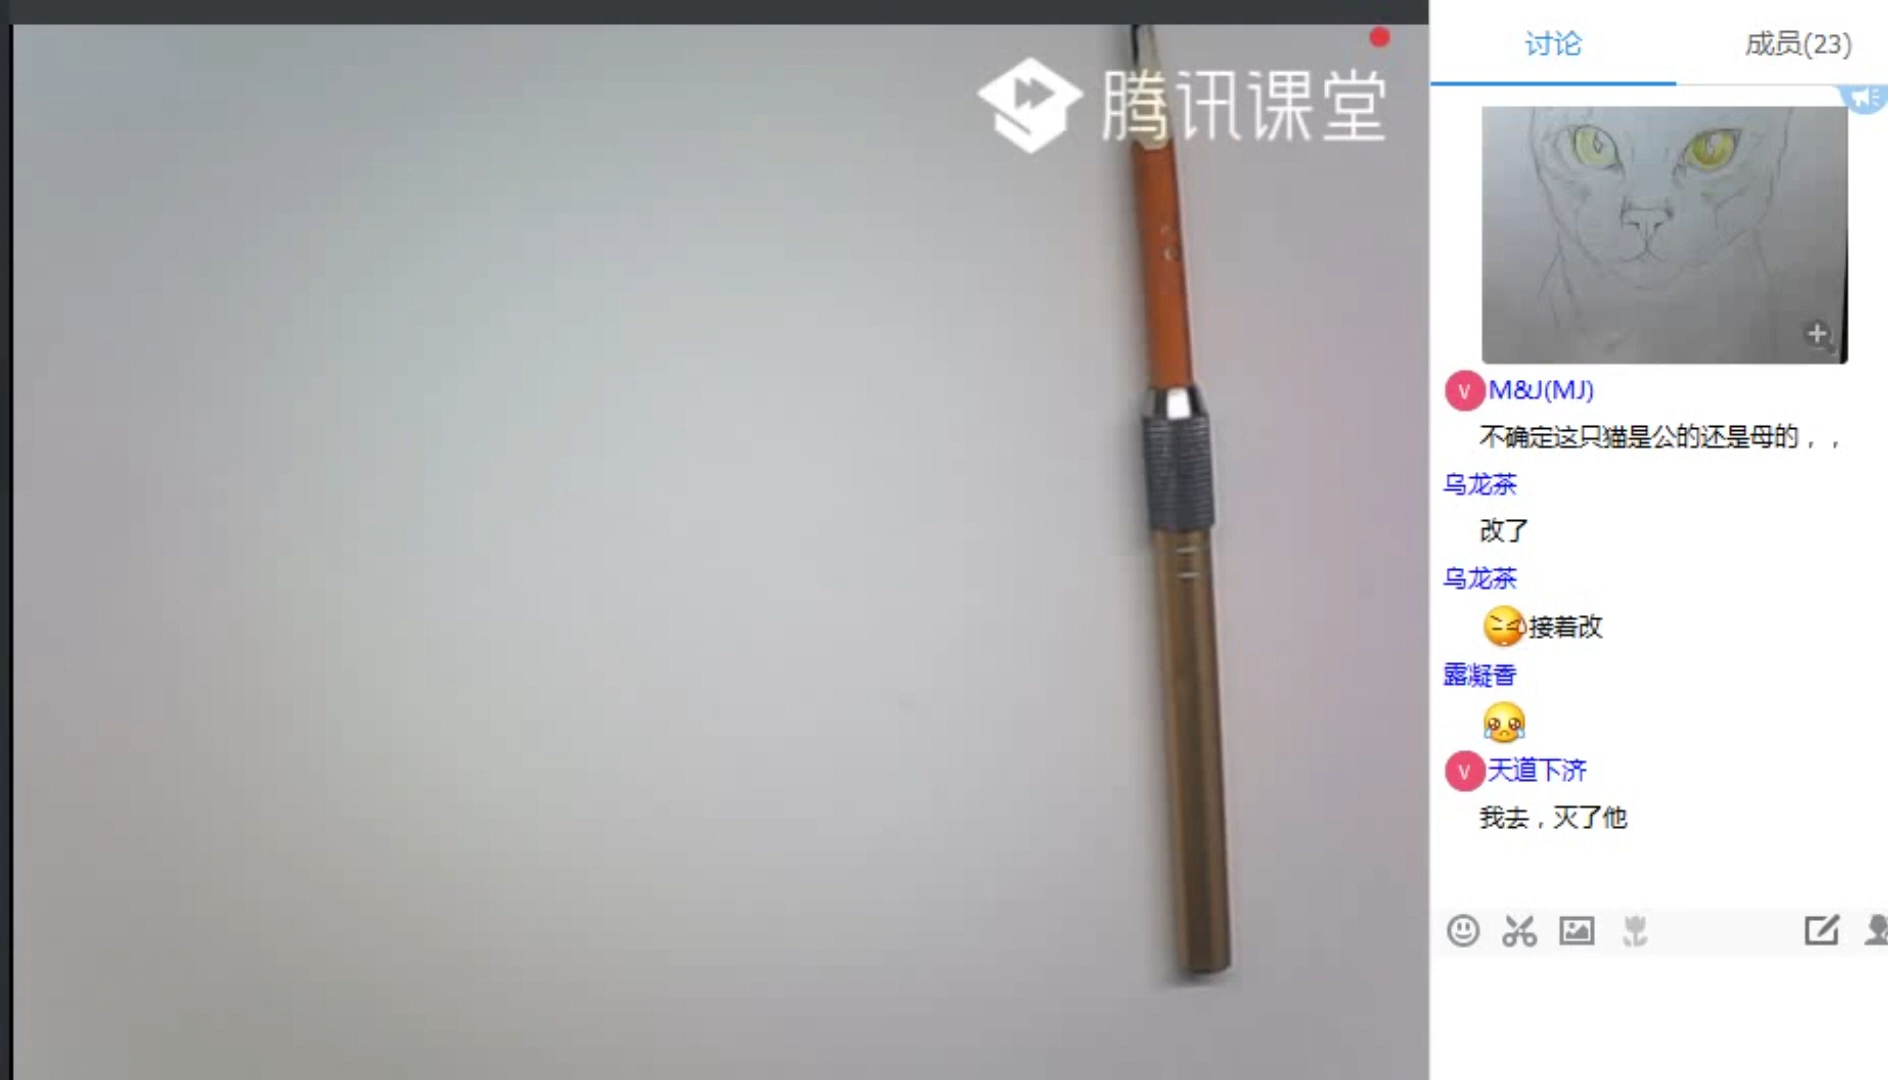 腾讯课堂
讨论
成员(23)
M&J(MJ)
不确定这只猫是公的还是母的，，
乌龙茶
改了
乌龙茶
接着改
露凝香
天道下济
我去，灭了他